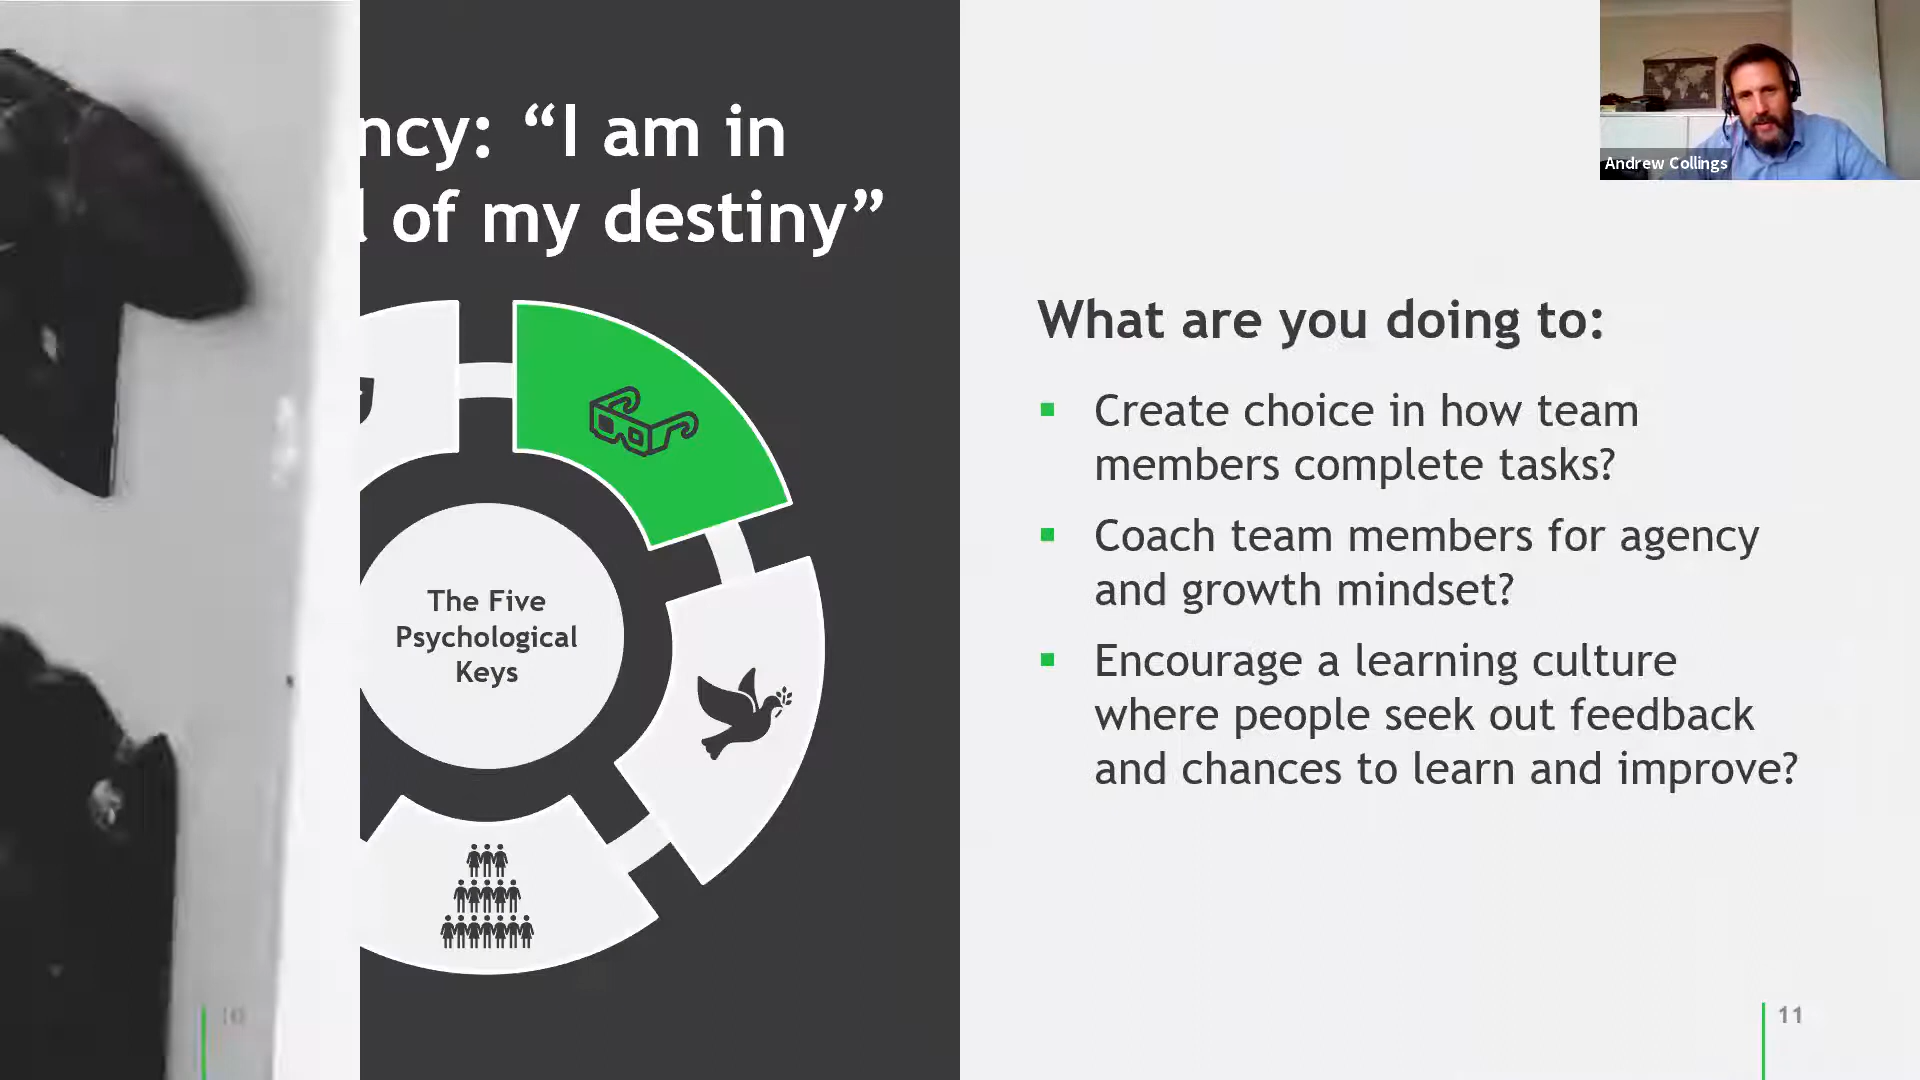 ncy: “I am in
of my destiny”
The Five
Psychological
Keys
What are you doing to:
Create choice in how team
members complete tasks?
Coach team members for agency
and growth mindset?
Encourage a learning culture
where people seek out feedback
and chances to learn and improve?
Andrew Collings
10
11